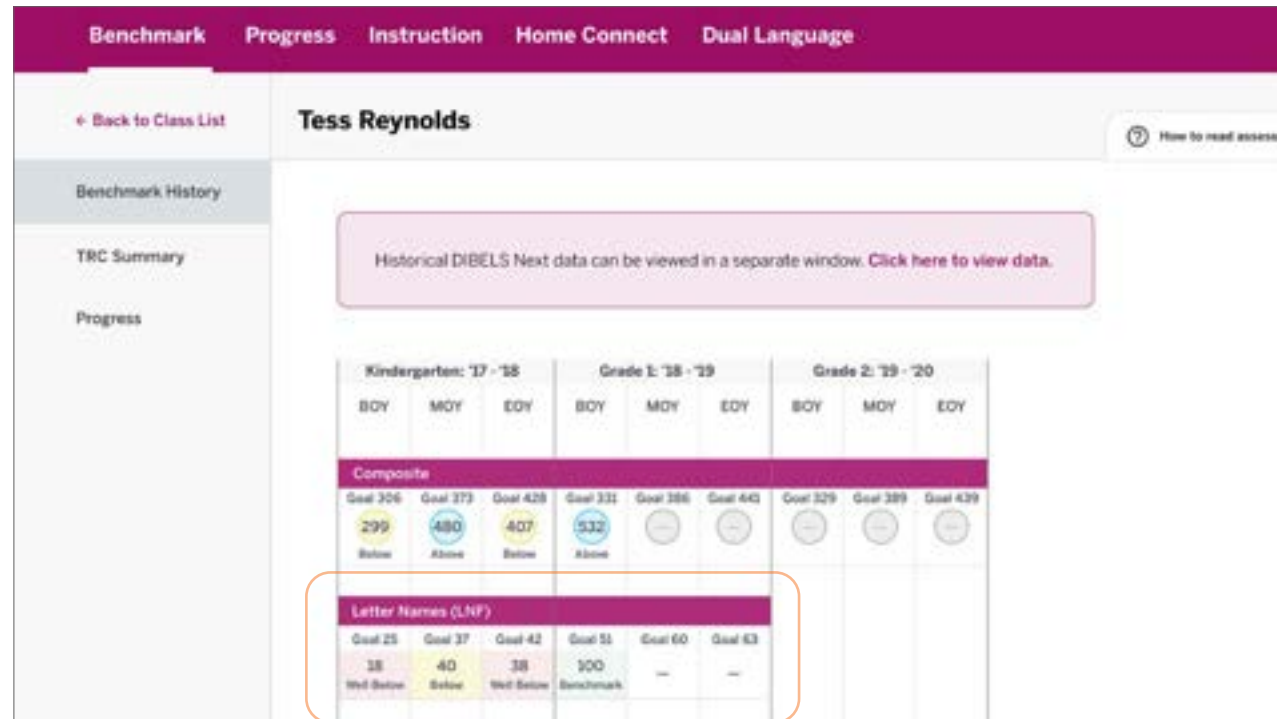 Benchmark Progress Instruction Home Connect Dual Language
← Back to Class List
Tess Reynolds
How to read assess
Benchmark History
TRC Summary
Progress
Historical DIBELS Next data can be viewed in a separate window. Click here to view data.
Kindergarten: '17 - '18 Grade 1: '18 - '19 Grade 2: '19 - '20
BOY MOY EOY BOY MOY EOY BOY MOY EOY
Composite
Goal 306 Goal 373 Goal 428 Goal 331 Goal 386 Goal 441 Goal 329 Goal 389 Goal 439
299 480 407 532 — — — — —
Below Above Below Above
Letter Names (LNF)
Goal 25 Goal 37 Goal 42 Goal 51 Goal 60 Goal 63
18 40 38 100 — —
Well Below Below Well Below Benchmark